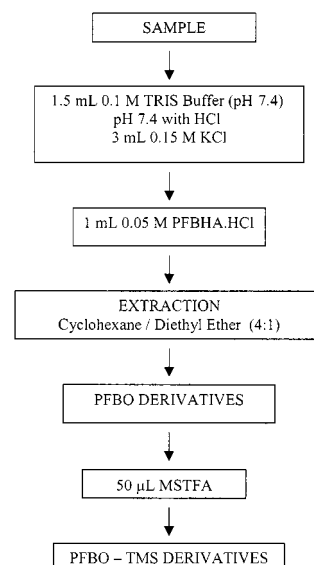 SAMPLE
1.5 mL 0.1 M TRIS Buffer (pH 7.4)
pH 7.4 with HCl
3 mL 0.15 M KCl
1 mL 0.05 M PFBHA.HCl
EXTRACTION
Cyclohexane / Diethyl Ether (4:1)
PFBO DERIVATIVES
50 µL MSTFA
PFBO – TMS DERIVATIVES